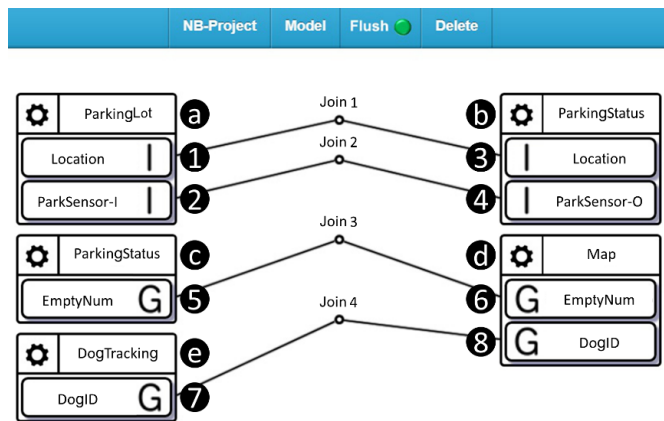 NB-Project Model Flush Delete
Join 1
ParkingLot a
b ParkingStatus
Location I 1
3 I Location
Join 2
ParkSensor-I I 2
4 I ParkSensor-O
Join 3
ParkingStatus c
d Map
EmptyNum G 5
6 G EmptyNum
Join 4
DogTracking e
8 G DogID
DogID G 7